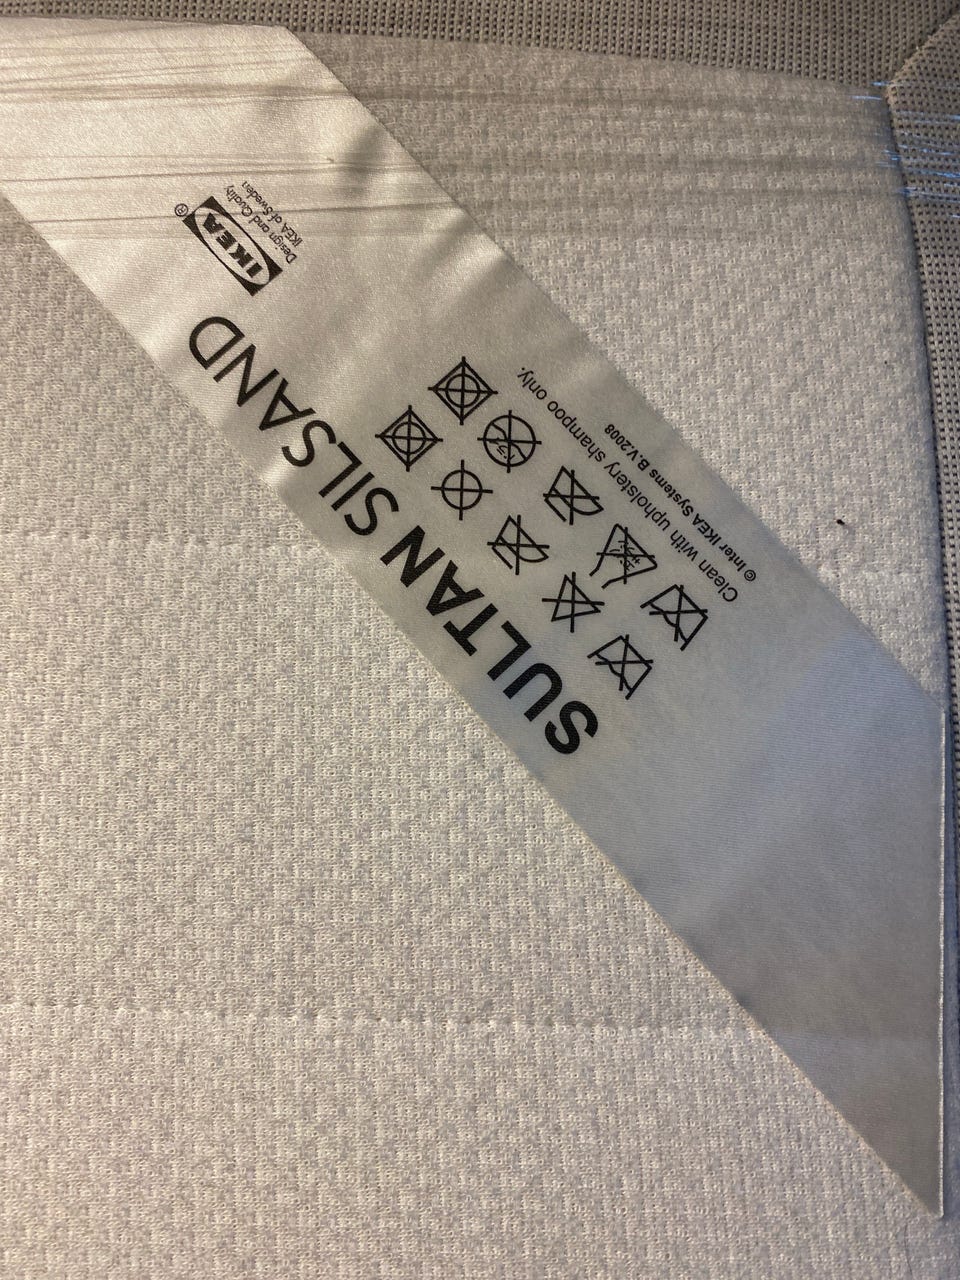 SULTAN SILSAND
IKEA®
Design and Quality
IKEA of Sweden
Clean with upholstery shampoo only.
© Inter IKEA Systems B.V.2008